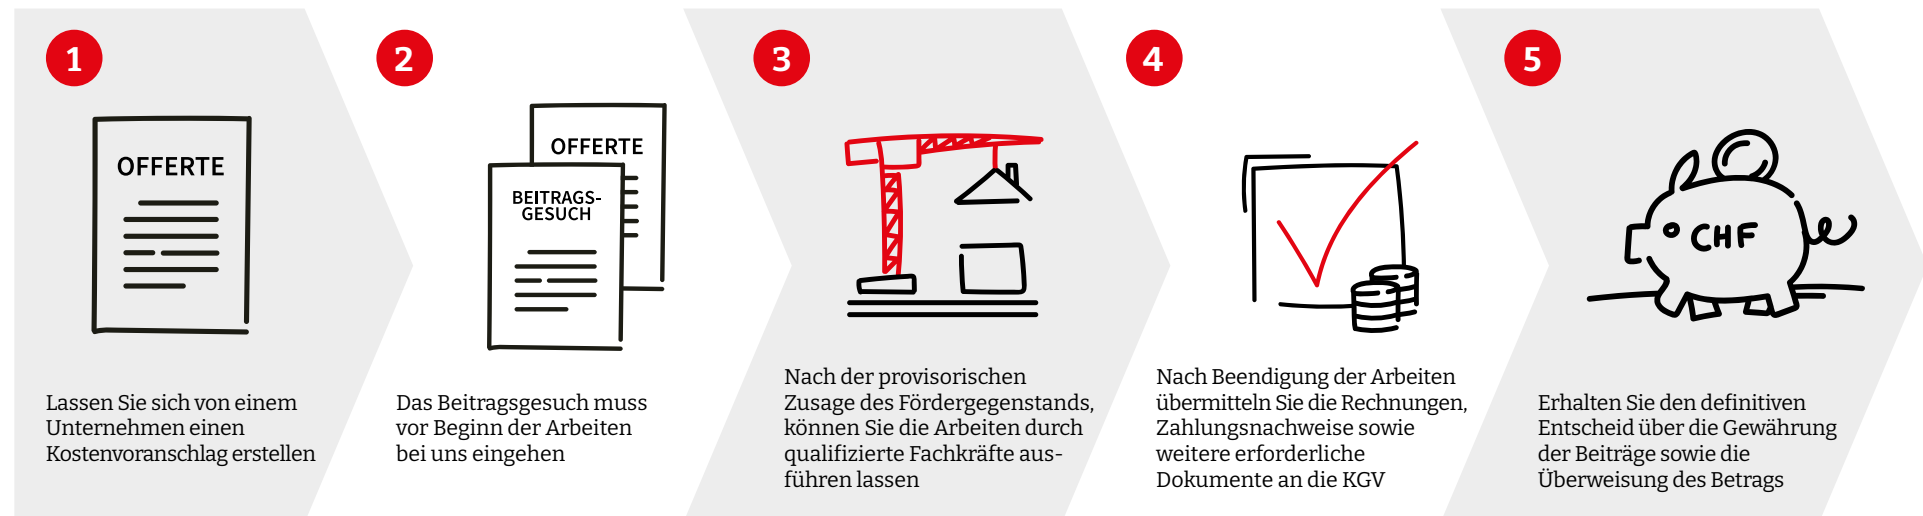 1
OFFERTE
Lassen Sie sich von einem
Unternehmen einen
Kostenvoranschlag erstellen
2
OFFERTE
BEITRAGS-
GESUCH
Das Beitragsgesuch muss
vor Beginn der Arbeiten
bei uns eingehen
3
Nach der provisorischen
Zusage des Fördergegenstands,
können Sie die Arbeiten durch
qualifizierte Fachkräfte aus-
führen lassen
4
Nach Beendigung der Arbeiten
übermitteln Sie die Rechnungen,
Zahlungsnachweise sowie
weitere erforderliche
Dokumente an die KGV
5
CHF
Erhalten Sie den definitiven
Entscheid über die Gewährung
der Beiträge sowie die
Überweisung des Betrags